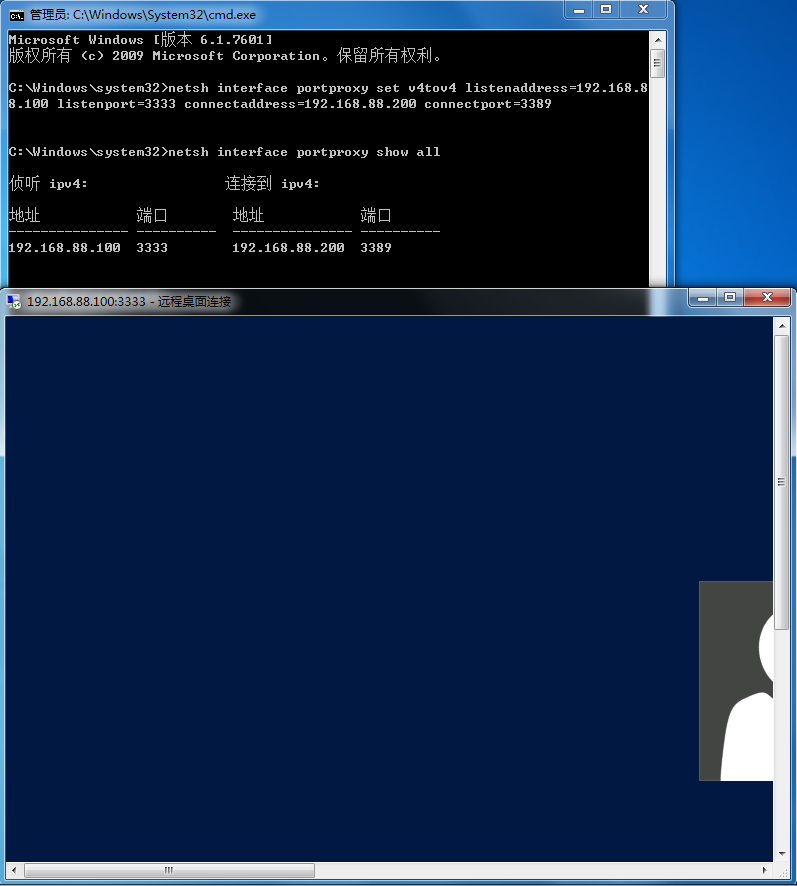 管理员: C:\Windows\System32\cmd.exe
Microsoft Windows [版本 6.1.7601]
版权所有 (c) 2009 Microsoft Corporation。保留所有权利。
C:\Windows\system32>netsh interface portproxy set v4tov4 listenaddress=192.168.8
8.100 listenport=3333 connectaddress=192.168.88.200 connectport=3389
C:\Windows\system32>netsh interface portproxy show all
侦听 ipv4: 连接到 ipv4:
地址 端口 地址 端口
--------------- ---------- --------------- ----------
192.168.88.100 3333 192.168.88.200 3389
192.168.88.100:3333 - 远程桌面连接